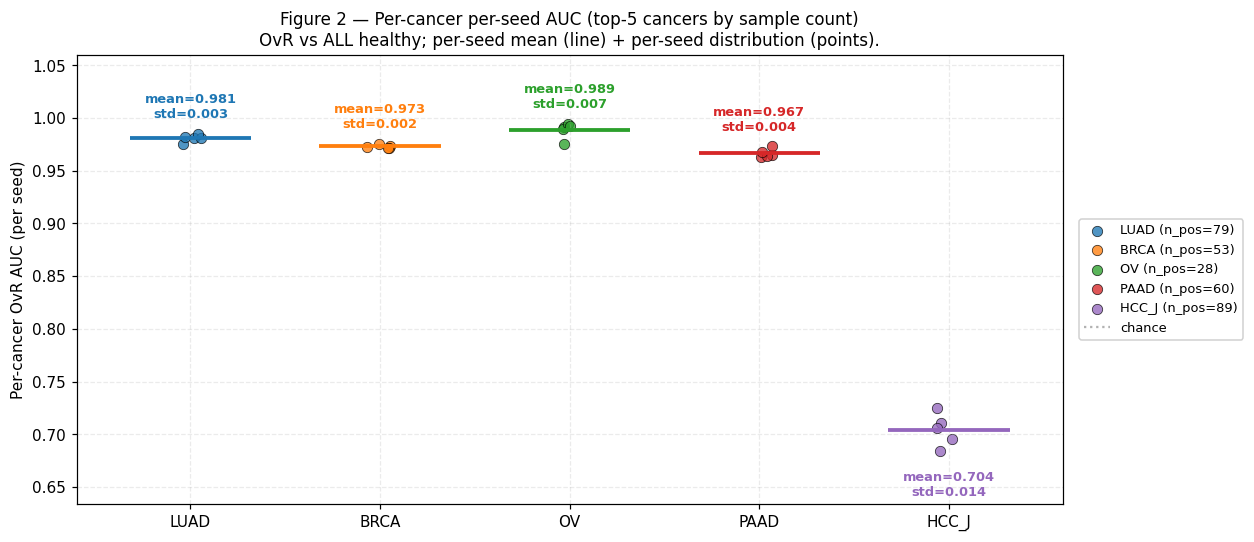 Figure 2 — Per-cancer per-seed AUC (top-5 cancers by sample count)
OvR vs ALL healthy; per-seed mean (line) + per-seed distribution (points).
Per-cancer OvR AUC (per seed)
1.05
1.00
0.95
0.90
0.85
0.80
0.75
0.70
0.65
mean=0.981
std=0.003
mean=0.973
std=0.002
mean=0.989
std=0.007
mean=0.967
std=0.004
mean=0.704
std=0.014
LUAD
BRCA
OV
PAAD
HCC_J
LUAD (n_pos=79)
BRCA (n_pos=53)
OV (n_pos=28)
PAAD (n_pos=60)
HCC_J (n_pos=89)
chance